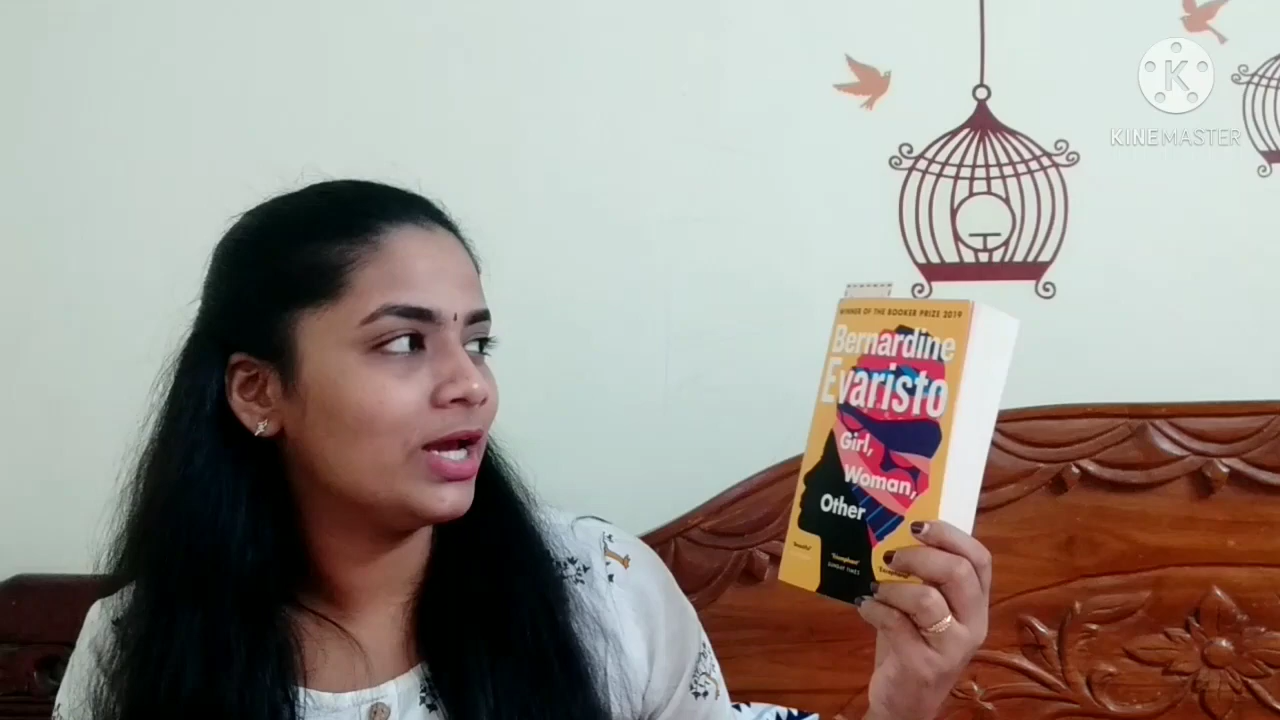 K
KINEMASTER
WINNER OF THE BOOKER PRIZE 2019
Bernardine
Evaristo
Girl,
Woman,
Other
'Triumphant'
SUNDAY TIMES